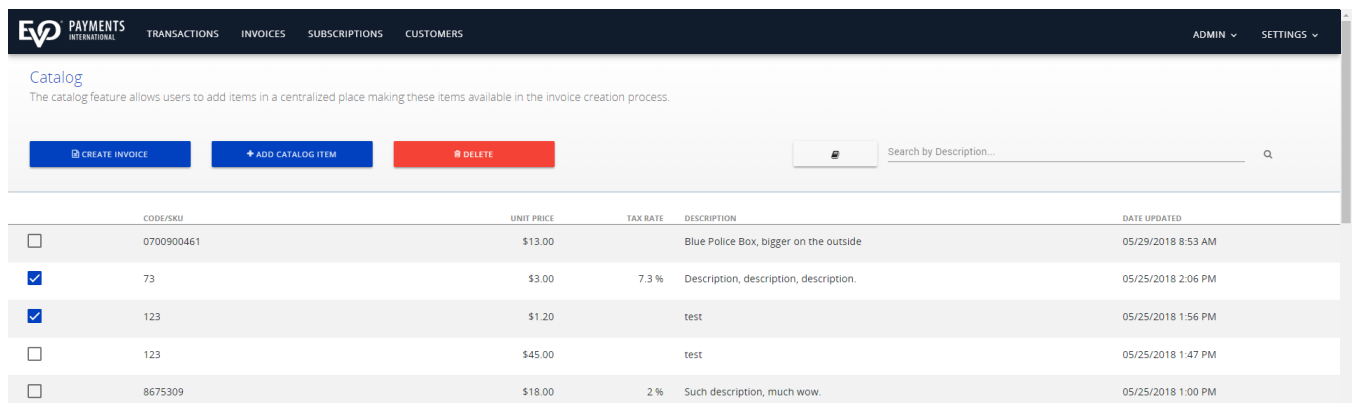 EVO PAYMENTS INTERNATIONAL TRANSACTIONS INVOICES SUBSCRIPTIONS CUSTOMERS ADMIN SETTINGS
Catalog
The catalog feature allows users to add items in a centralized place making these items available in the invoice creation process.
CREATE INVOICE + ADD CATALOG ITEM DELETE Search by Description...
CODE/SKU UNIT PRICE TAX RATE DESCRIPTION DATE UPDATED
0700900461 $13.00 Blue Police Box, bigger on the outside 05/29/2018 8:53 AM
73 $3.00 7.3 % Description, description, description. 05/25/2018 2:06 PM
123 $1.20 test 05/25/2018 1:56 PM
123 $45.00 test 05/25/2018 1:47 PM
8675309 $18.00 2 % Such description, much wow. 05/25/2018 1:00 PM